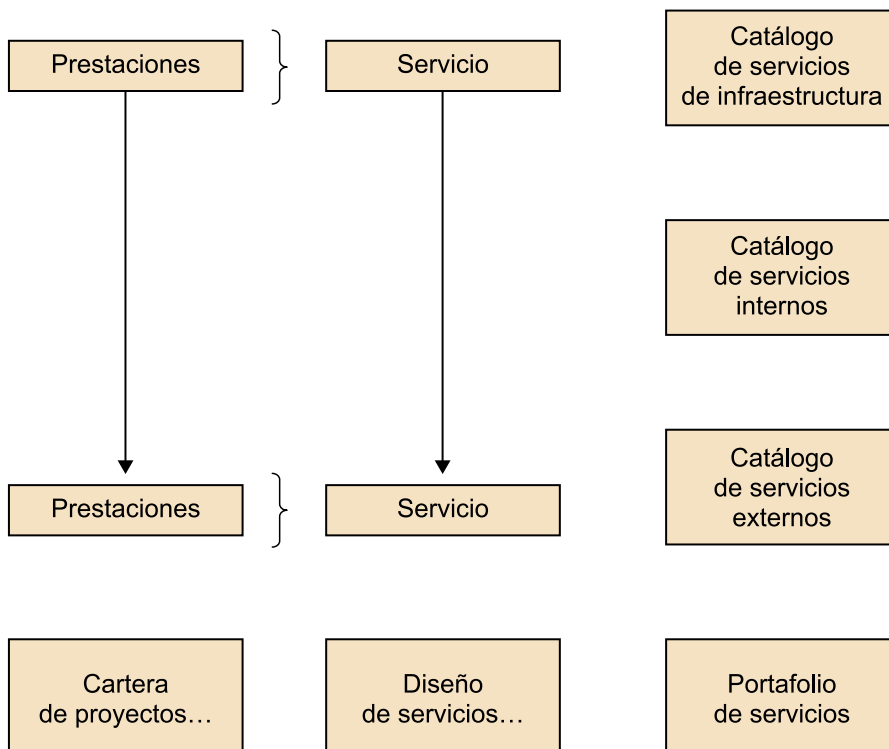 Prestaciones
Servicio
Catálogo
de servicios
de infraestructura
Catálogo
de servicios
internos
Prestaciones
Servicio
Catálogo
de servicios
externos
Cartera
de proyectos…
Diseño
de servicios…
Portafolio
de servicios